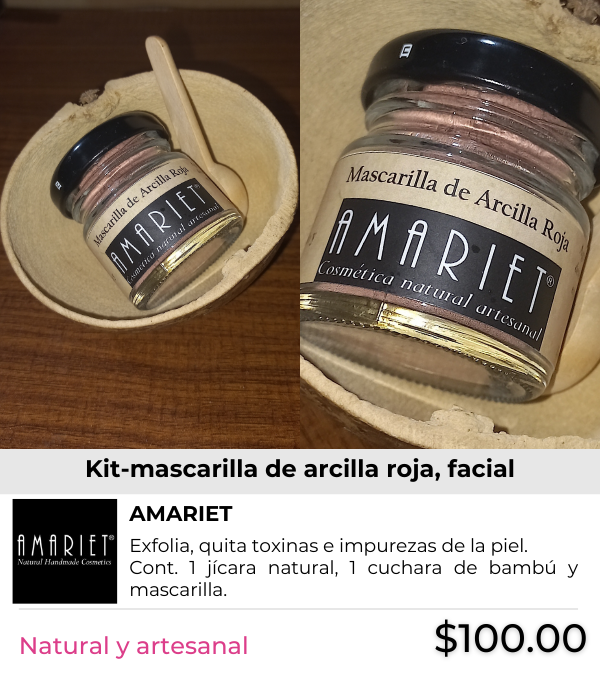 Mascarilla de Arcilla Roja
AMARIET®
Cosmética natural artesanal
Mascarilla de Arcilla Roja
AMARIET®
Cosmética natural artesanal
Kit-mascarilla de arcilla roja, facial
AMARIET®
Natural Handmade Cosmetics
AMARIET
Exfolia, quita toxinas e impurezas de la piel.
Cont. 1 jícara natural, 1 cuchara de bambú y
mascarilla.
Natural y artesanal
$100.00